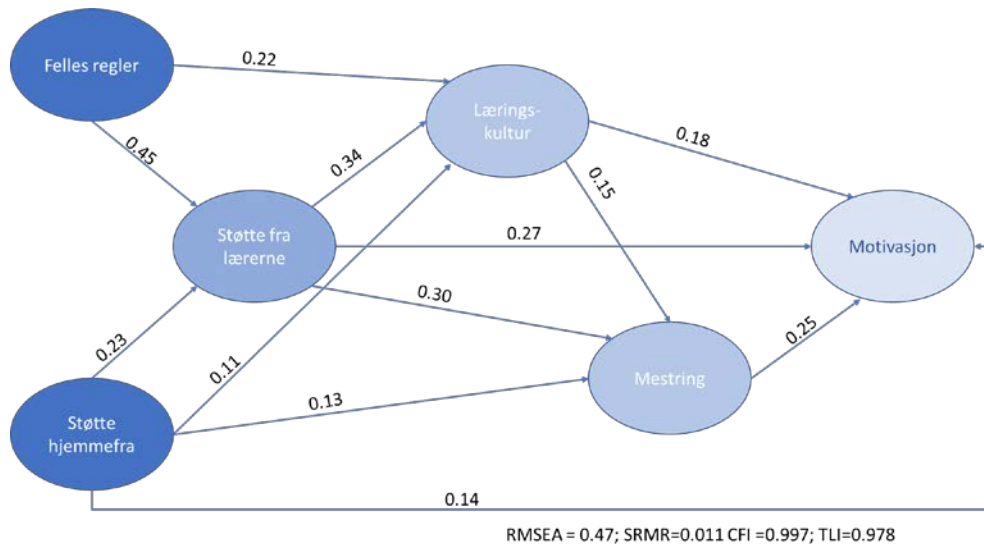 Felles regler
0.22
Lærings-
kultur
0.45
0.34
0.18
0.15
Støtte fra
lærerne
0.27
Motivasjon
0.30
0.23
0.11
0.25
Mestring
0.13
Støtte
hjemmefra
0.14
RMSEA = 0.47; SRMR=0.011 CFI =0.997; TLI=0.978